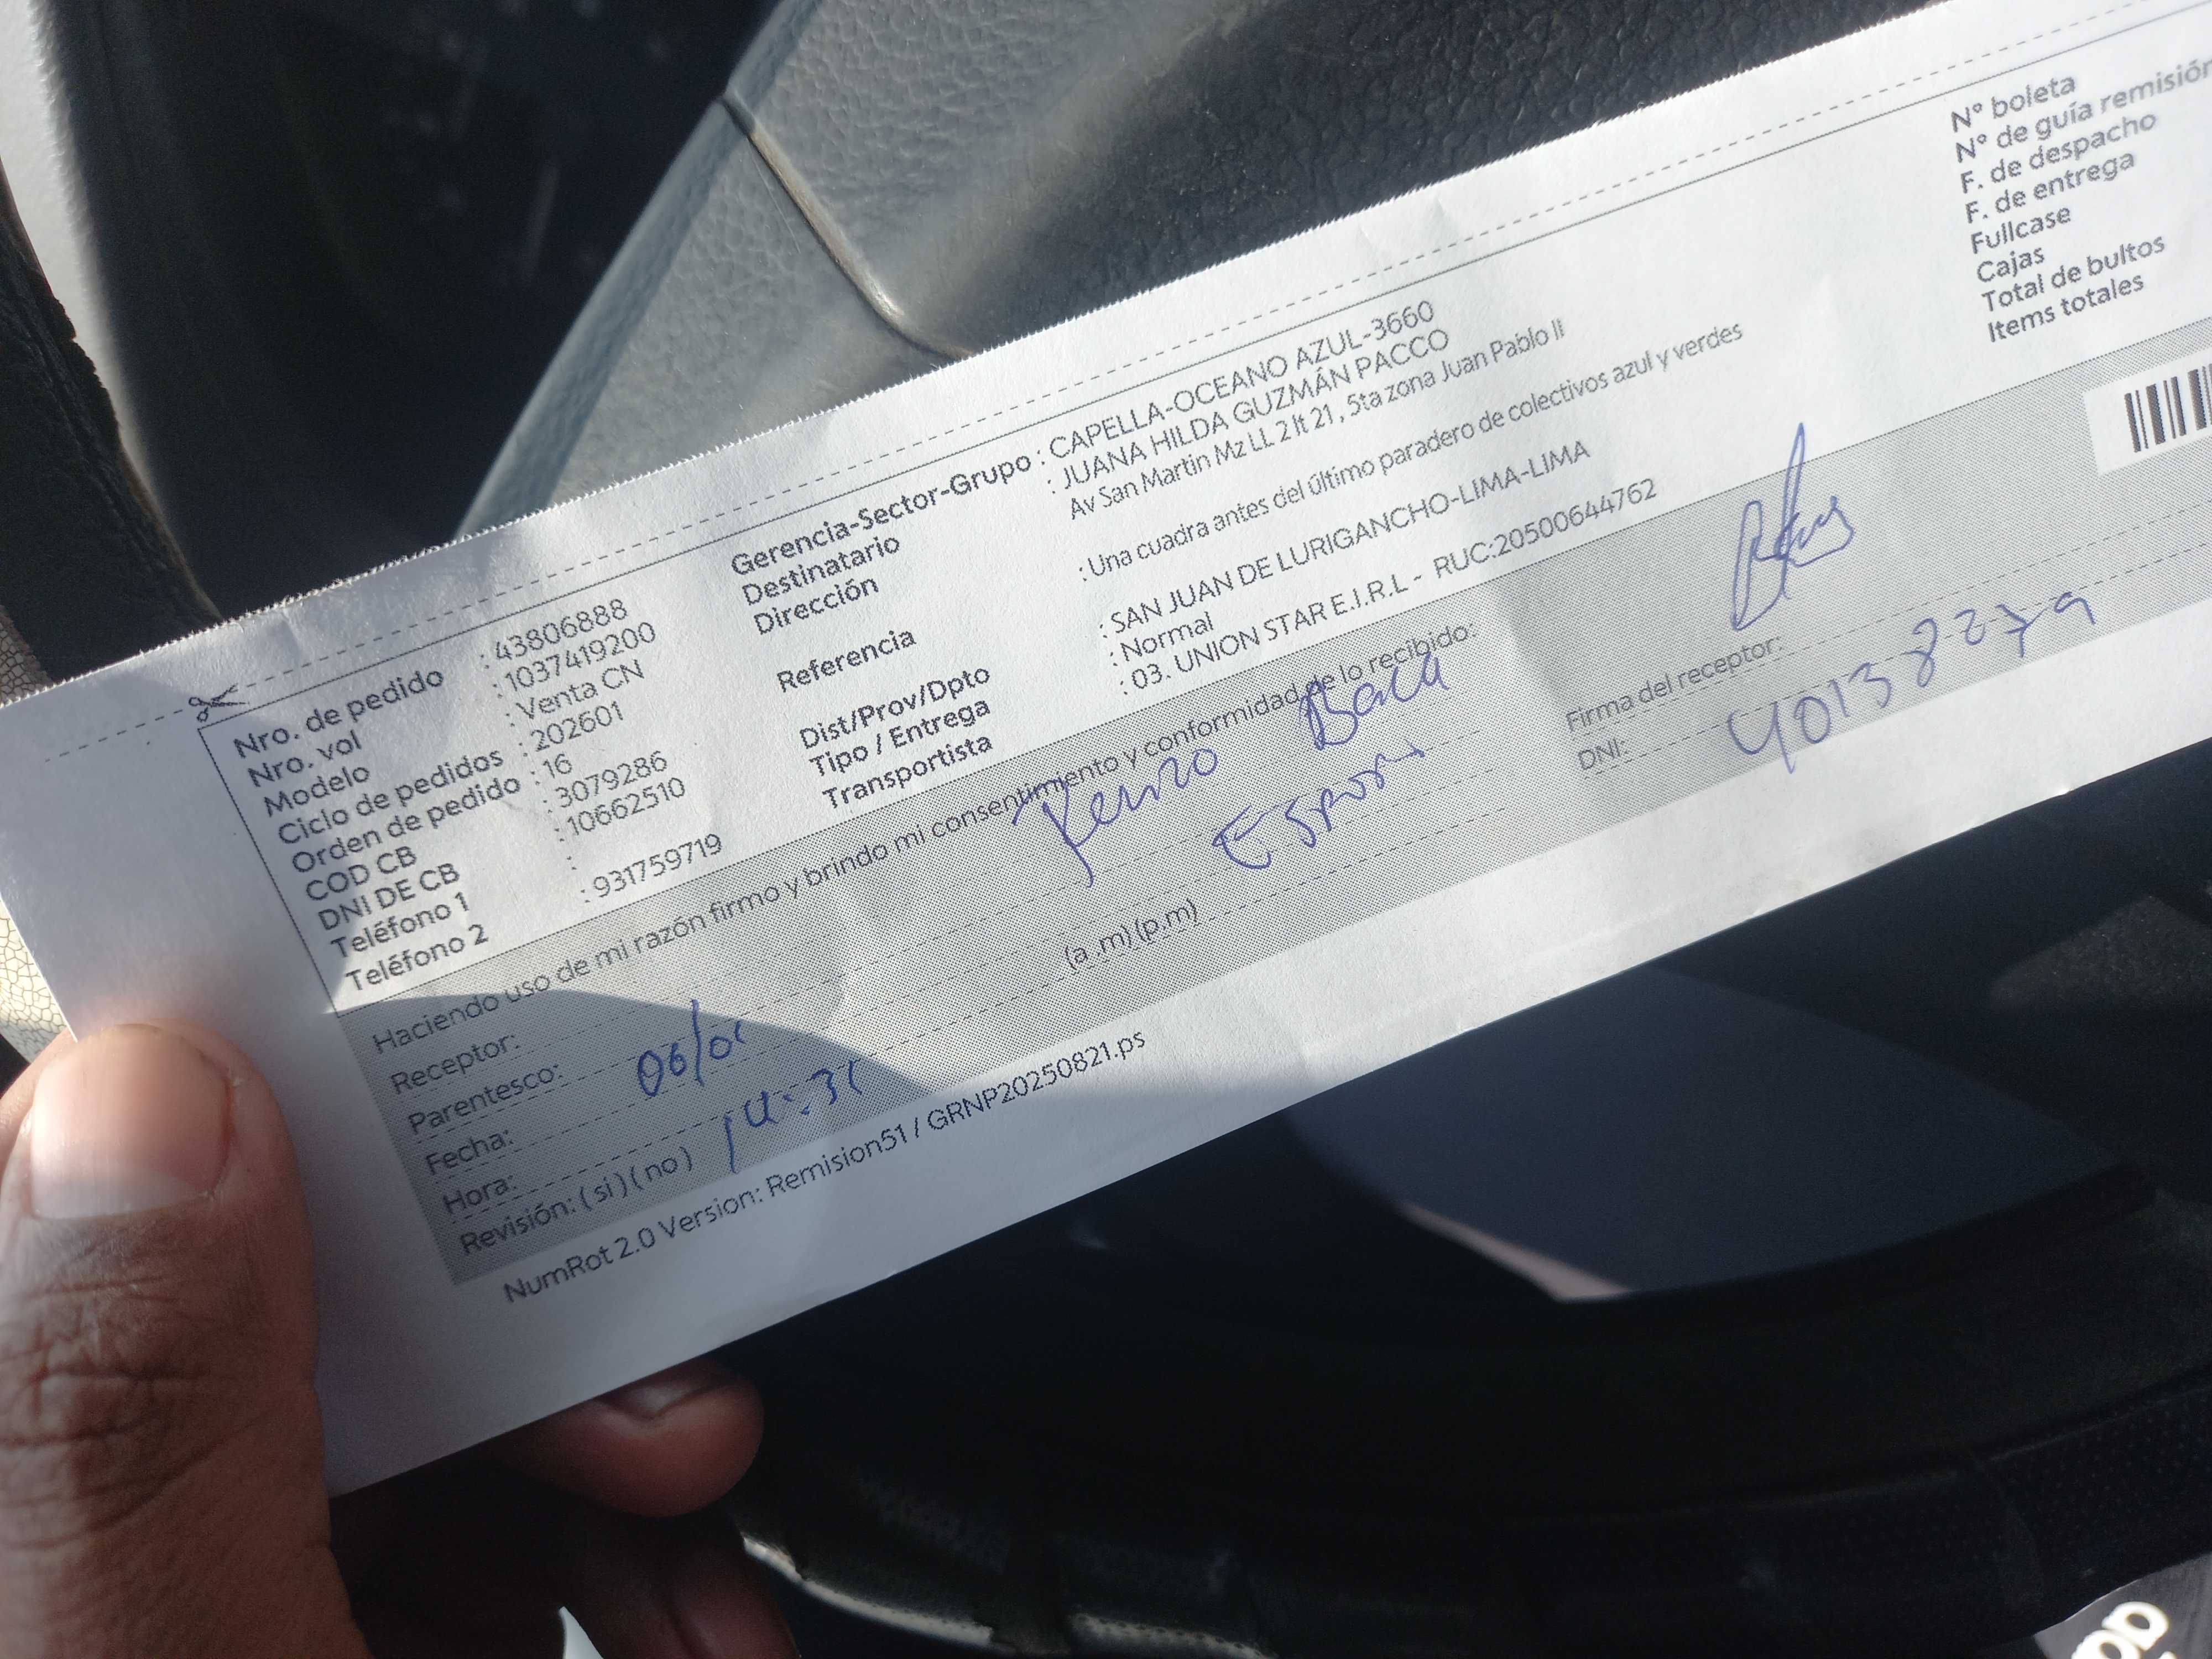 Nro. de pedido : 43806888
Nro. vol : 1037419200
Modelo : Venta CN
Ciclo de pedidos : 202601
Orden de pedido : 16
COD CB : 3079286
DNI DE CB : 10662510
Teléfono 1 :
Teléfono 2 : 931759719
Gerencia-Sector-Grupo : CAPELLA-OCEANO AZUL-3660
Destinatario : JUANA HILDA GUZMÁN PACCO
Dirección : Av San Martin Mz LL 2 lt 21 , 5ta zona Juan Pablo II
Referencia : Una cuadra antes del último paradero de colectivos azul y verdes
Dist/Prov/Dpto : SAN JUAN DE LURIGANCHO-LIMA-LIMA
Tipo / Entrega : Normal
Transportista : 03. UNION STAR E.I.R.L - RUC:20500644762
N° boleta
N° de guía remisión
F. de despacho
F. de entrega
Fullcase
Cajas
Total de bultos
Items totales
Haciendo uso de mi razón firmo y brindo mi consentimiento y conformidad de lo recibido:
Receptor: Renzo Baca
Parentesco:
Fecha: 06/01
Hora: 14:31 (a .m) (p.m)
Revisión: ( si ) ( no )
Firma del receptor:
DNI: 40138279
NumRot 2.0 Version: Remision51 / GRNP20250821.ps